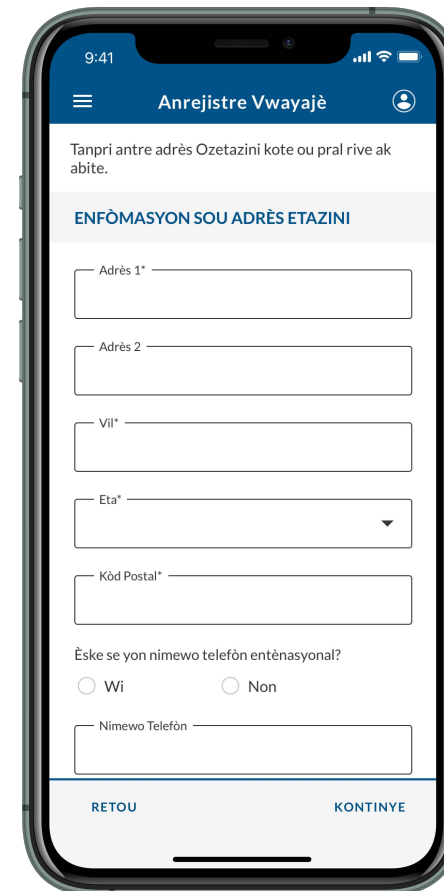 9:41
Anrejistre Vwayajè
Tanpri antre adrès Ozetazini kote ou pral rive ak
abite.
ENFÒMASYON SOU ADRÈS ETAZINI
Adrès 1*
Adrès 2
Vil*
Eta*
Kòd Postal*
Èske se yon nimewo telefòn entènasyonal?
Wi Non
Nimewo Telefòn
RETOU KONTINYE